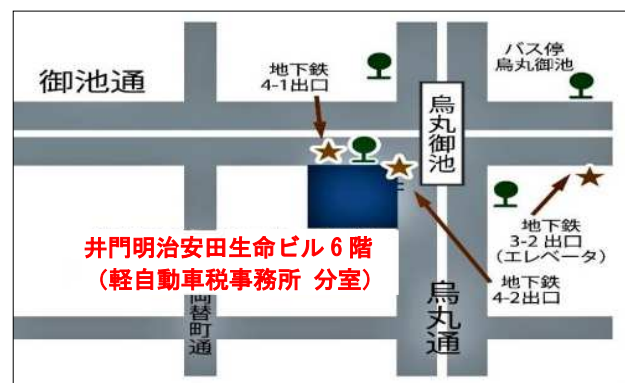 御池通
地下鉄
4-1出口
バス停
烏丸御池
烏丸御池
井門明治安田生命ビル6階
（軽自動車税事務所 分室）
地下鉄
3-2 出口
（エレベータ）
地下鉄
4-2出口
両替町通
烏丸通